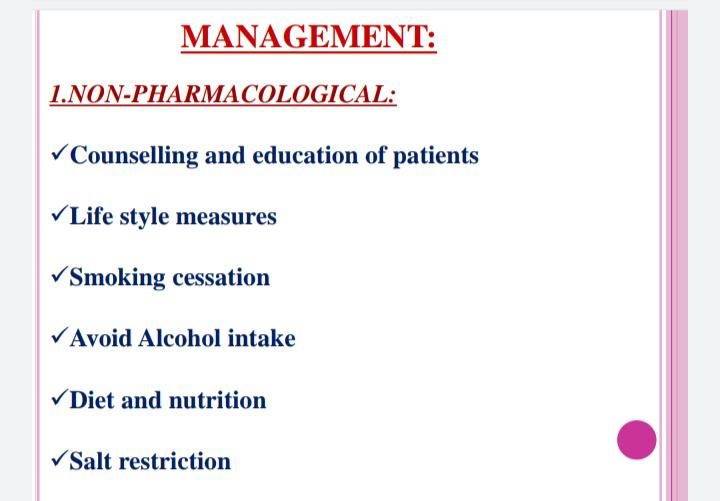 MANAGEMENT:
1.NON-PHARMACOLOGICAL:
✓Counselling and education of patients
✓Life style measures
✓Smoking cessation
✓Avoid Alcohol intake
✓Diet and nutrition
✓Salt restriction